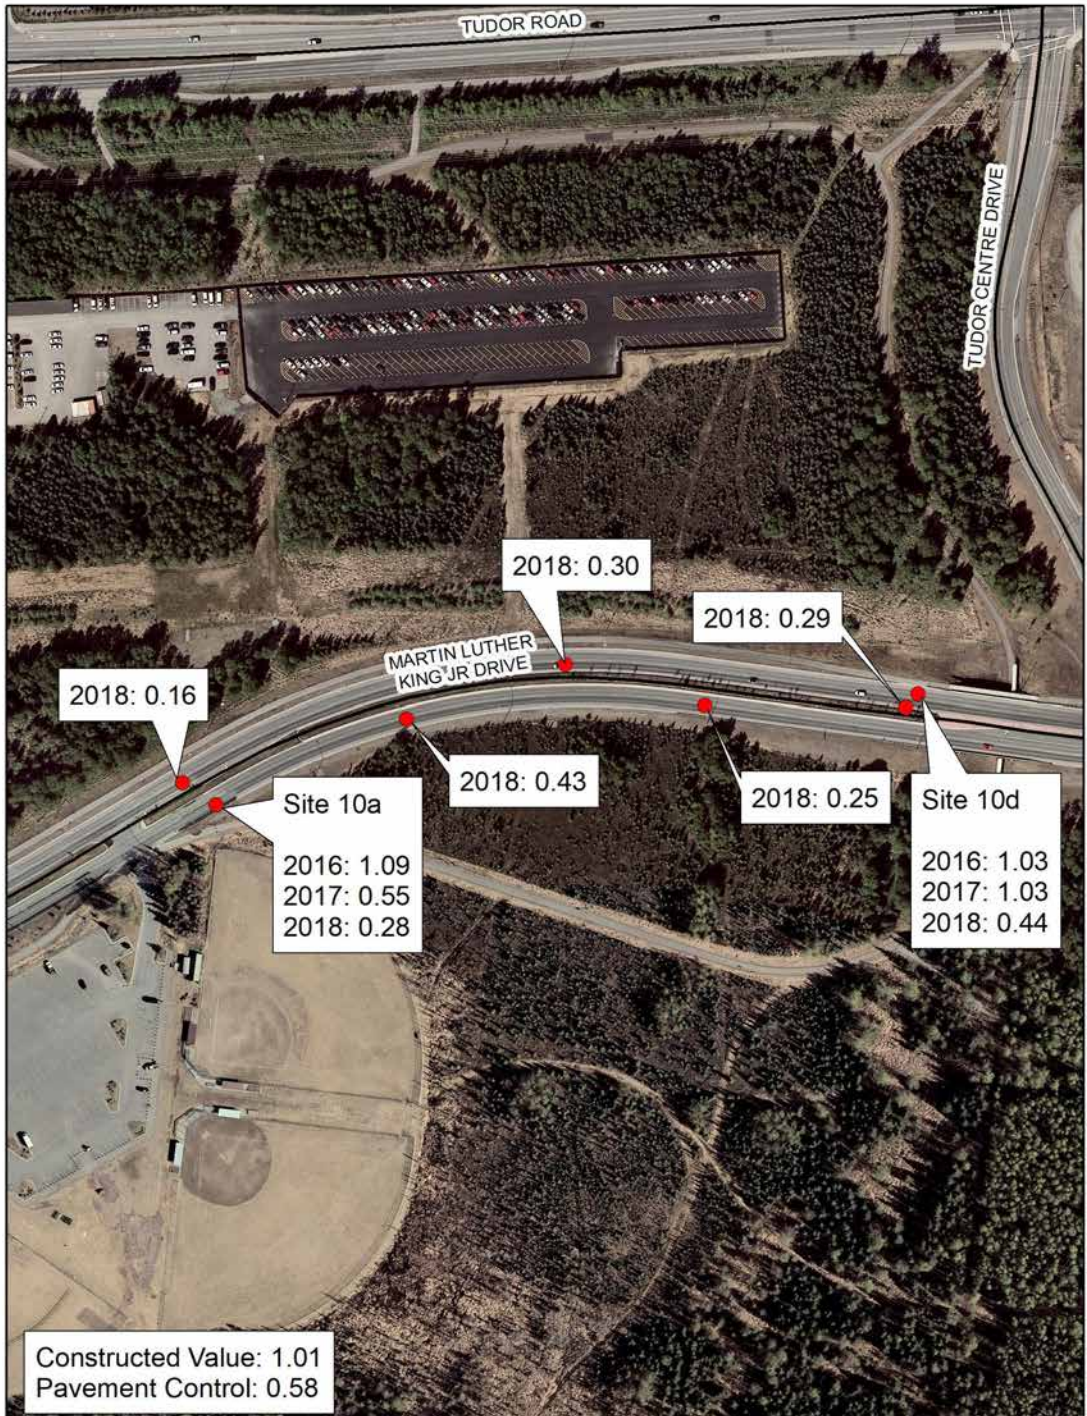 TUDOR ROAD
TUDOR CENTRE DRIVE
2018: 0.30
2018: 0.29
MARTIN LUTHER
KING JR DRIVE
2018: 0.16
2018: 0.43
2018: 0.25
Site 10a
2016: 1.09
2017: 0.55
2018: 0.28
Site 10d
2016: 1.03
2017: 1.03
2018: 0.44
Constructed Value: 1.01
Pavement Control: 0.58